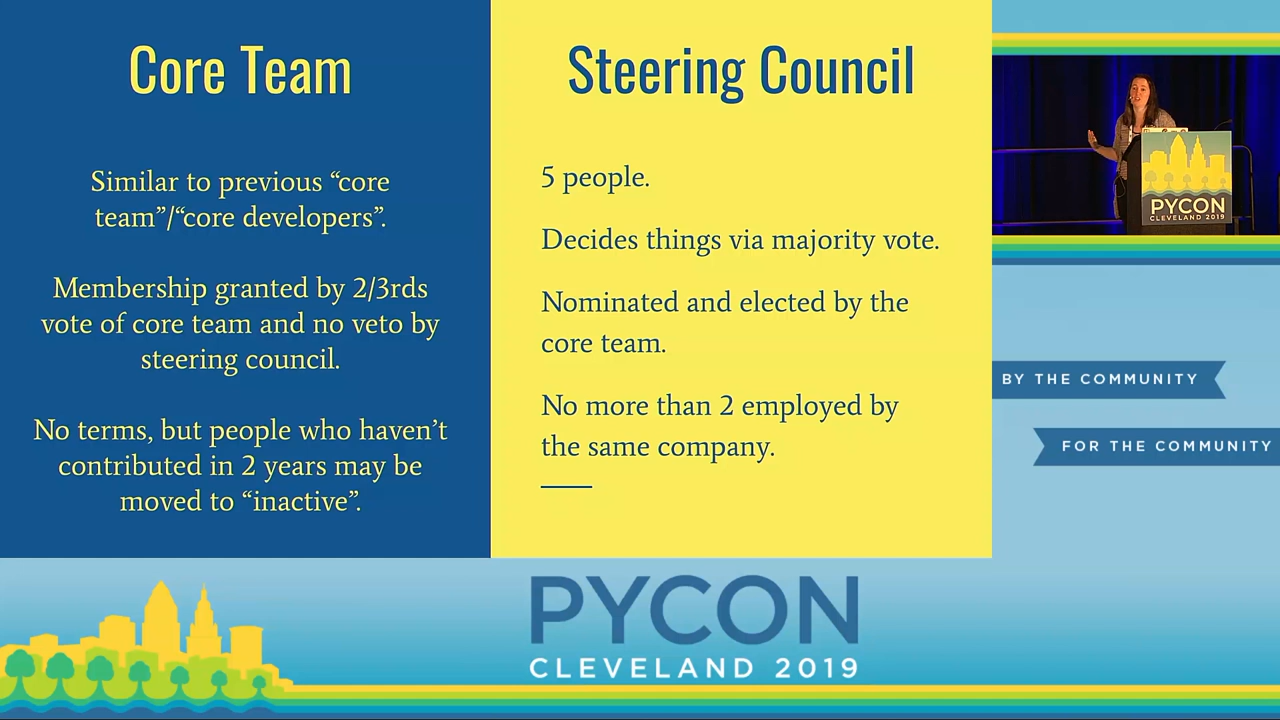 Core Team
Similar to previous “core
team”/“core developers”.
Membership granted by 2/3rds
vote of core team and no veto by
steering council.
No terms, but people who haven’t
contributed in 2 years may be
moved to “inactive”.
Steering Council
5 people.
Decides things via majority vote.
Nominated and elected by the
core team.
No more than 2 employed by
the same company.
PYCON
CLEVELAND 2019
BY THE COMMUNITY
FOR THE COMMUNITY
PYCON
CLEVELAND 2019